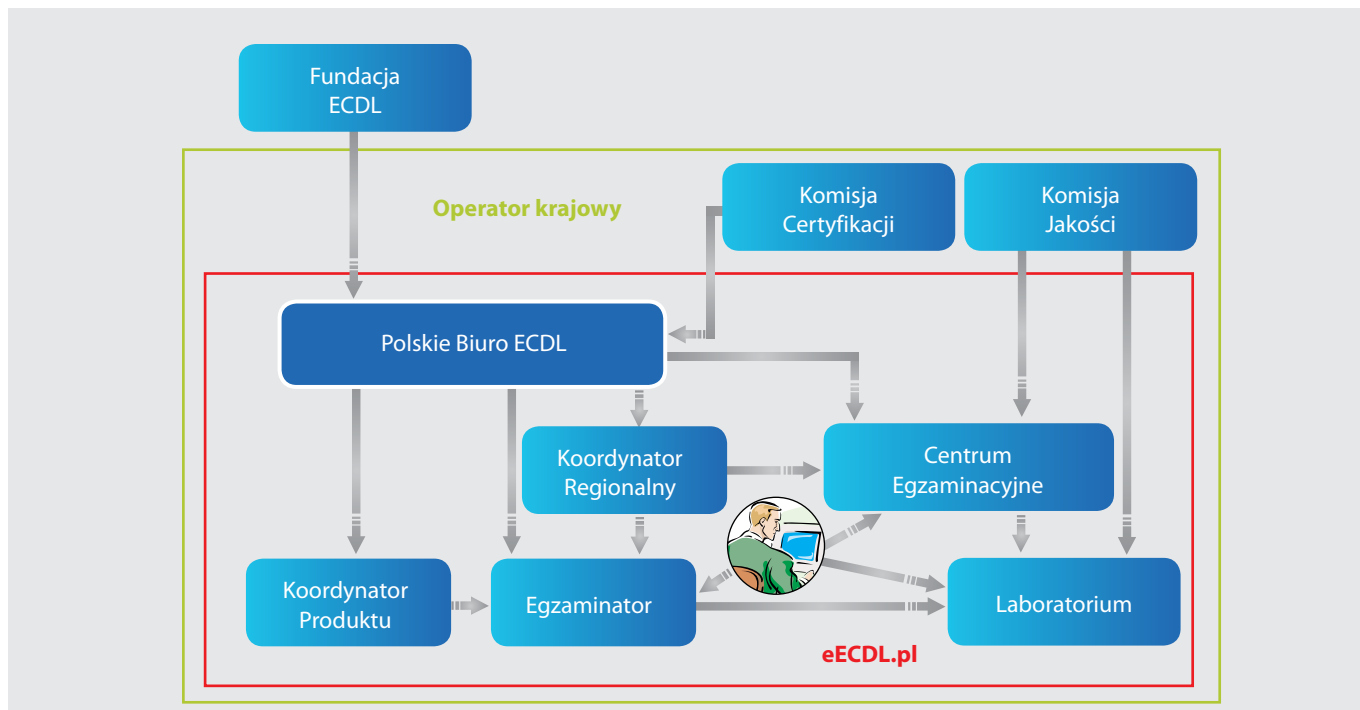 Fundacja
ECDL
Operator krajowy
Komisja
Certyfikacji
Komisja
Jakości
Polskie Biuro ECDL
Koordynator
Regionalny
Centrum
Egzaminacyjne
Koordynator
Produktu
Egzaminator
Laboratorium
eECDL.pl